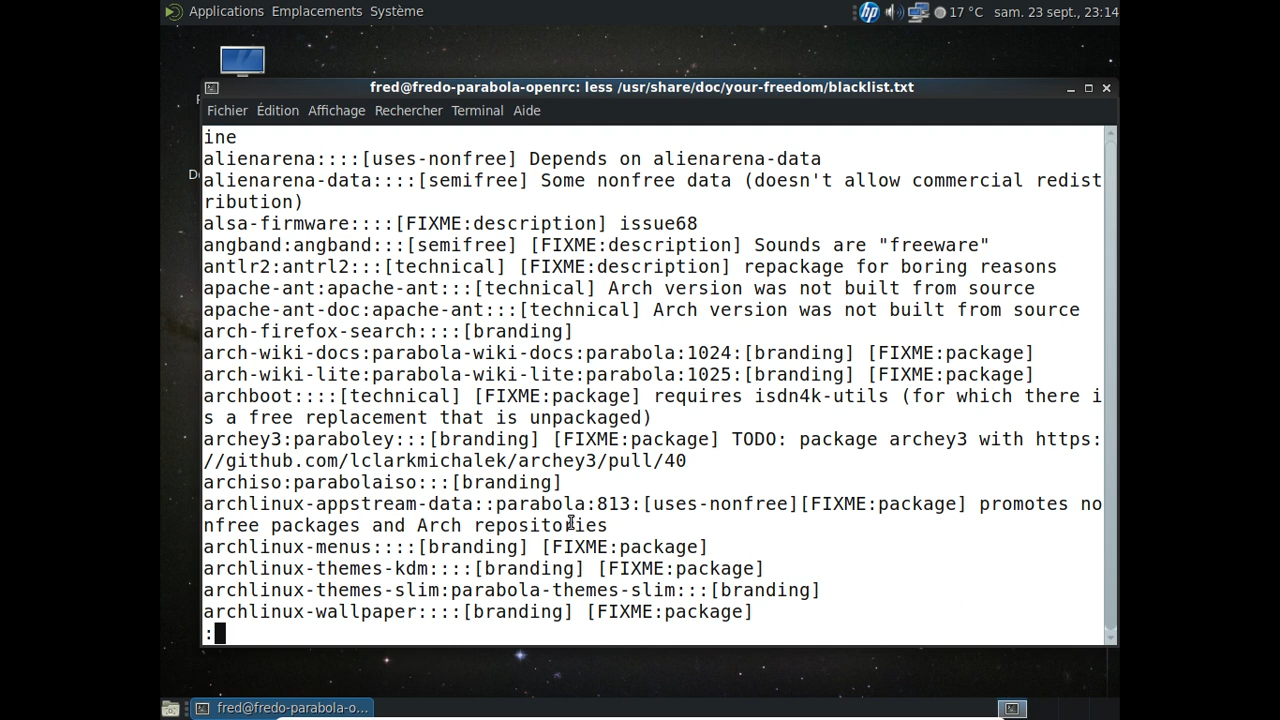 Applications Emplacements Système
hp 17 °C sam. 23 sept., 23:14
fred@fredo-parabola-openrc: less /usr/share/doc/your-freedom/blacklist.txt
Fichier Édition Affichage Rechercher Terminal Aide
ine
alienarena::::[uses-nonfree] Depends on alienarena-data
alienarena-data::::[semifree] Some nonfree data (doesn't allow commercial redist
ribution)
alsa-firmware::::[FIXME:description] issue68
angband:angband:::[semifree] [FIXME:description] Sounds are "freeware"
antlr2:antrl2:::[technical] [FIXME:description] repackage for boring reasons
apache-ant:apache-ant:::[technical] Arch version was not built from source
apache-ant-doc:apache-ant:::[technical] Arch version was not built from source
arch-firefox-search::::[branding]
arch-wiki-docs:parabola-wiki-docs:parabola:1024:[branding] [FIXME:package]
arch-wiki-lite:parabola-wiki-lite:parabola:1025:[branding] [FIXME:package]
archboot::::[technical] [FIXME:package] requires isdn4k-utils (for which there i
s a free replacement that is unpackaged)
archey3:paraboley:::[branding] [FIXME:package] TODO: package archey3 with https:
//github.com/lclarkmichalek/archey3/pull/40
archiso:parabolaiso:::[branding]
archlinux-appstream-data::parabola:813:[uses-nonfree][FIXME:package] promotes no
nfree packages and Arch repositories
archlinux-menus::::[branding] [FIXME:package]
archlinux-themes-kdm::::[branding] [FIXME:package]
archlinux-themes-slim:parabola-themes-slim:::[branding]
archlinux-wallpaper::::[branding] [FIXME:package]
:
fred@fredo-parabola-o...